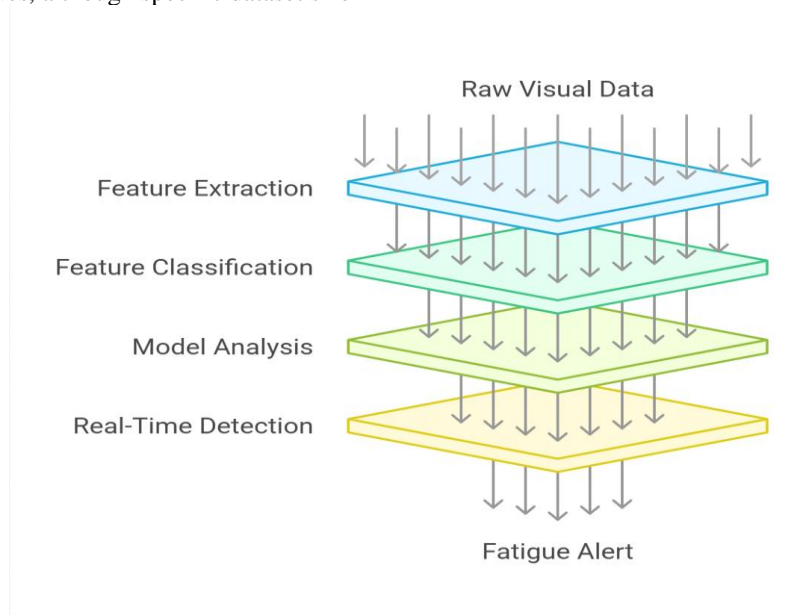 Raw Visual Data
Feature Extraction
Feature Classification
Model Analysis
Real-Time Detection
Fatigue Alert